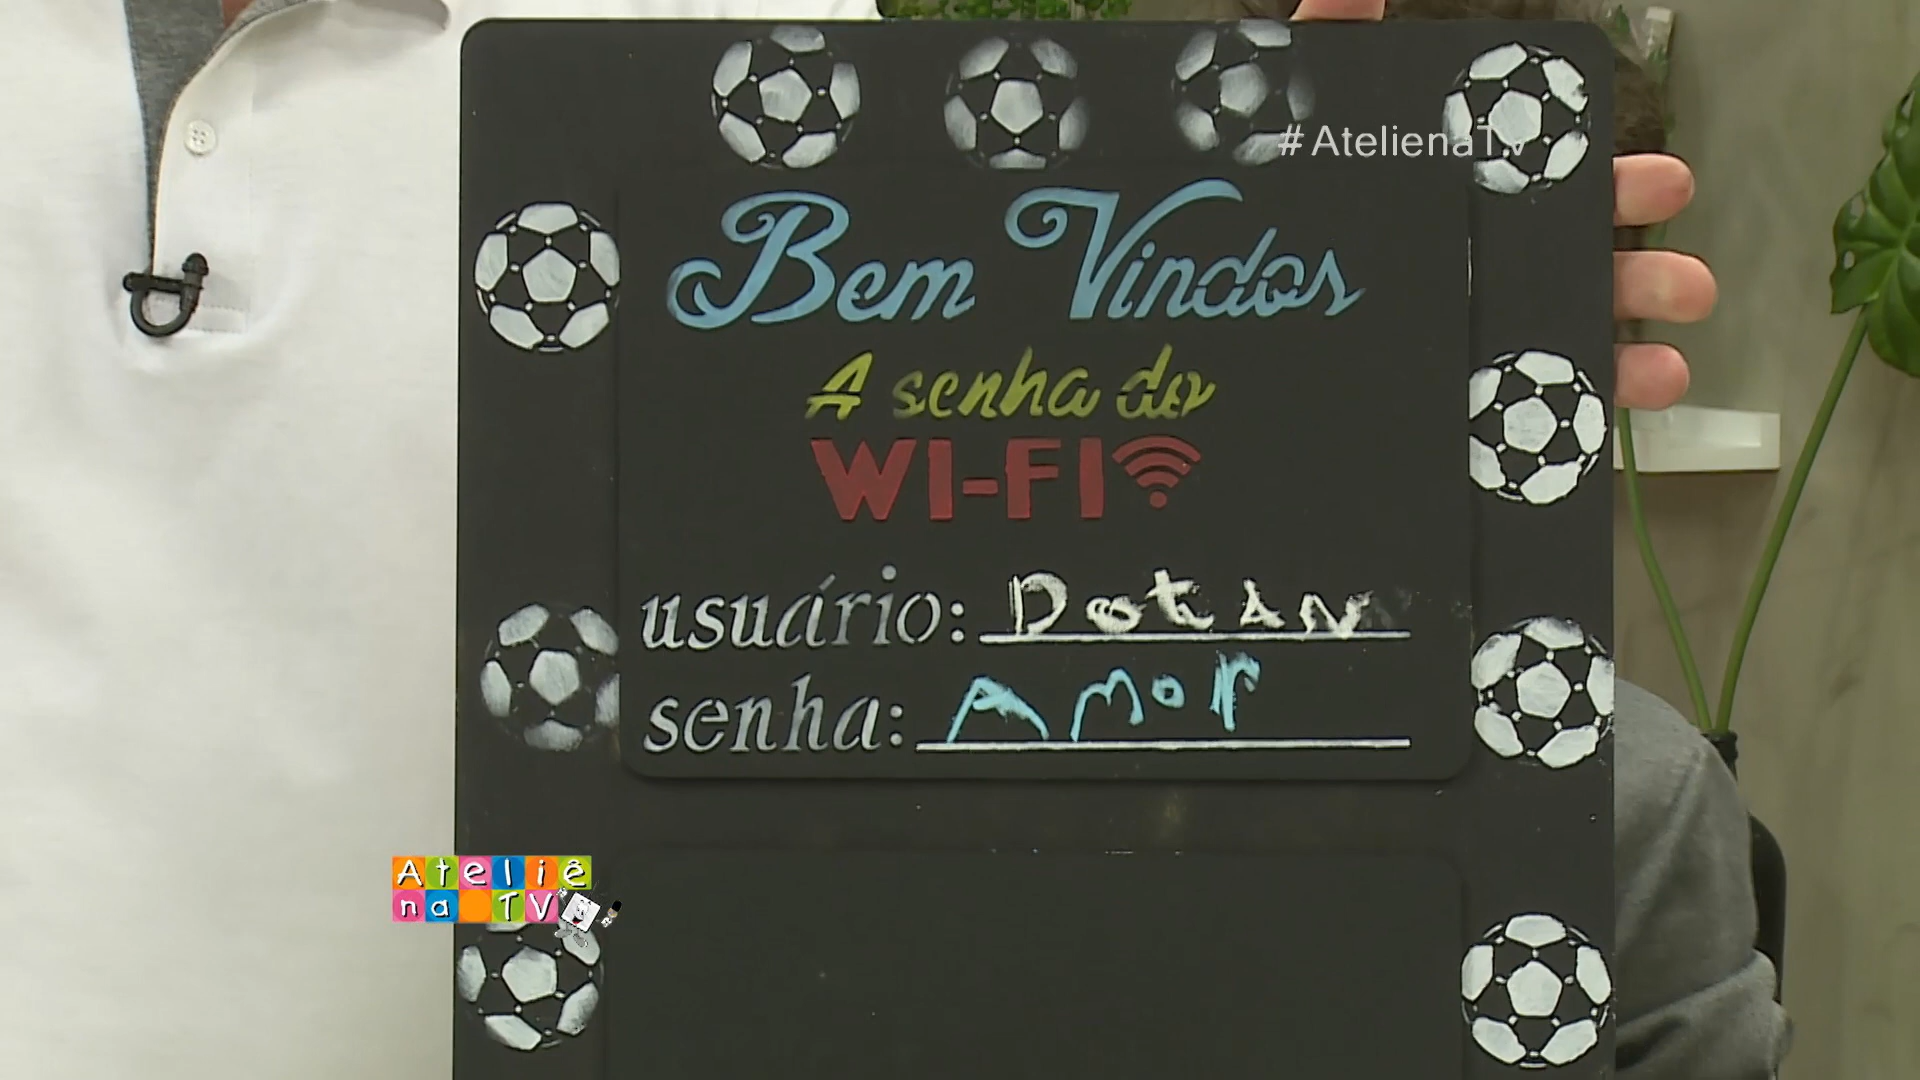 #AtelienaTV
Bem Vindos
A senha do
WI-FI
usuário: Dotan
senha: Amor
Ateliê
na TV